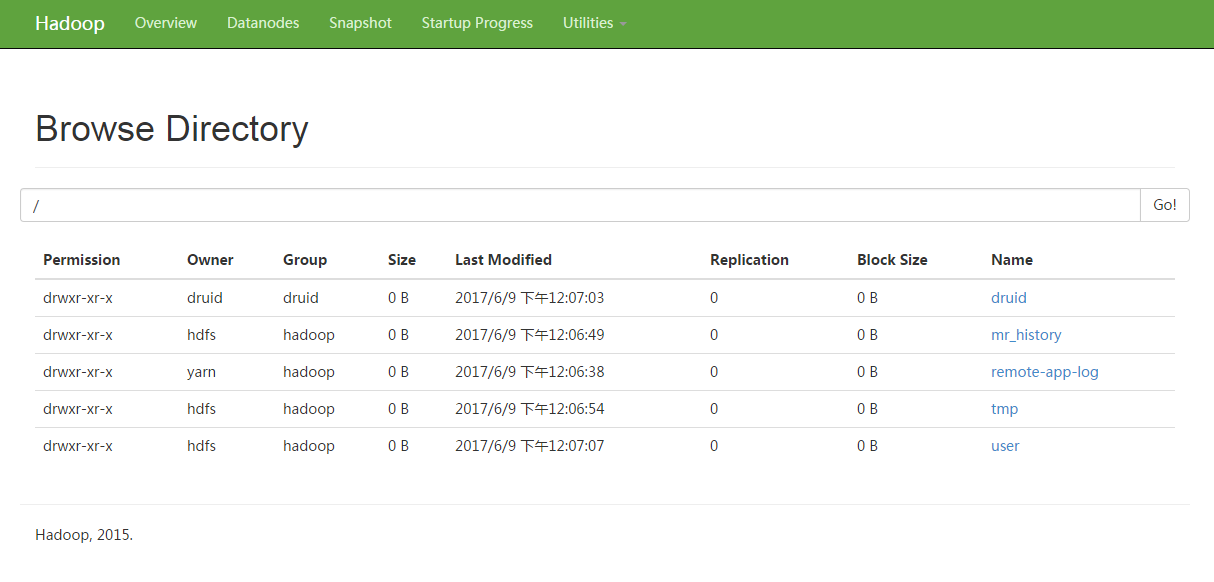 Hadoop Overview Datanodes Snapshot Startup Progress Utilities
Browse Directory
/ Go!
Permission Owner Group Size Last Modified Replication Block Size Name
drwxr-xr-x druid druid 0 B 2017/6/9 下午12:07:03 0 0 B druid
drwxr-xr-x hdfs hadoop 0 B 2017/6/9 下午12:06:49 0 0 B mr_history
drwxr-xr-x yarn hadoop 0 B 2017/6/9 下午12:06:38 0 0 B remote-app-log
drwxr-xr-x hdfs hadoop 0 B 2017/6/9 下午12:06:54 0 0 B tmp
drwxr-xr-x hdfs hadoop 0 B 2017/6/9 下午12:07:07 0 0 B user
Hadoop, 2015.